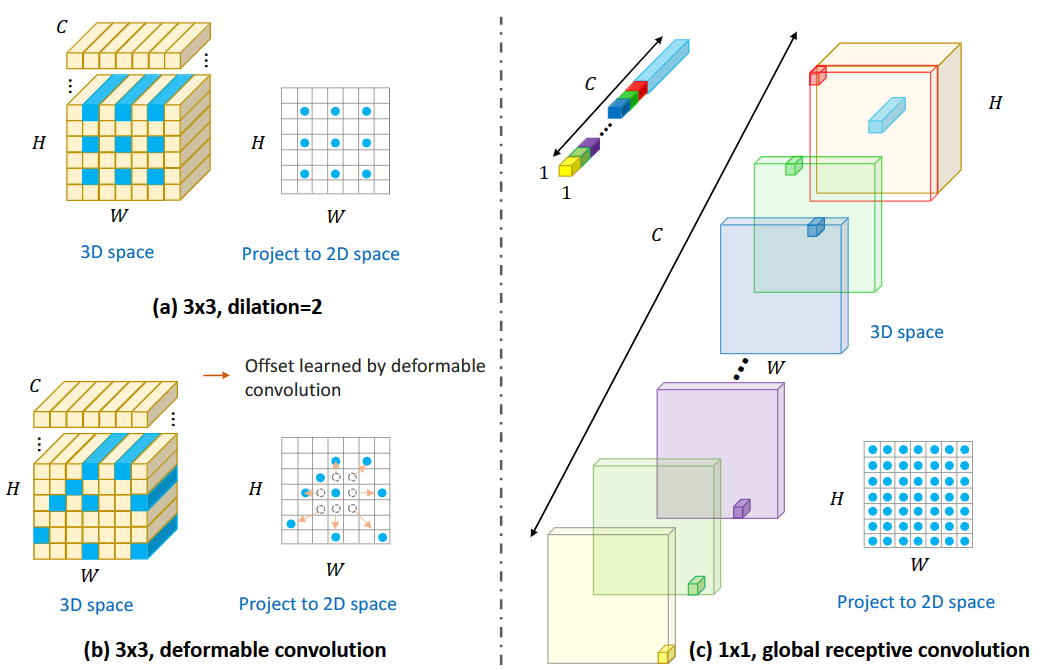 C
H
W
3D space
H
W
Project to 2D space
(a) 3x3, dilation=2
Offset learned by deformable
convolution
C
H
W
3D space
H
W
Project to 2D space
(b) 3x3, deformable convolution
C
1
1
C
H
W
3D space
H
W
Project to 2D space
(c) 1x1, global receptive convolution